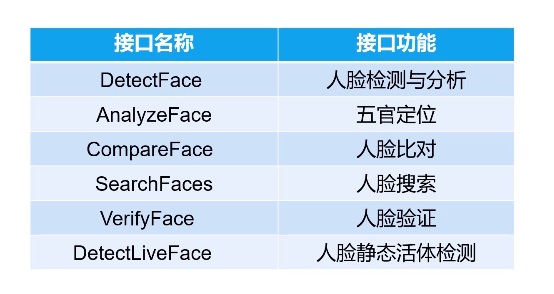 接口名称 接口功能
DetectFace 人脸检测与分析
AnalyzeFace 五官定位
CompareFace 人脸比对
SearchFaces 人脸搜索
VerifyFace 人脸验证
DetectLiveFace 人脸静态活体检测